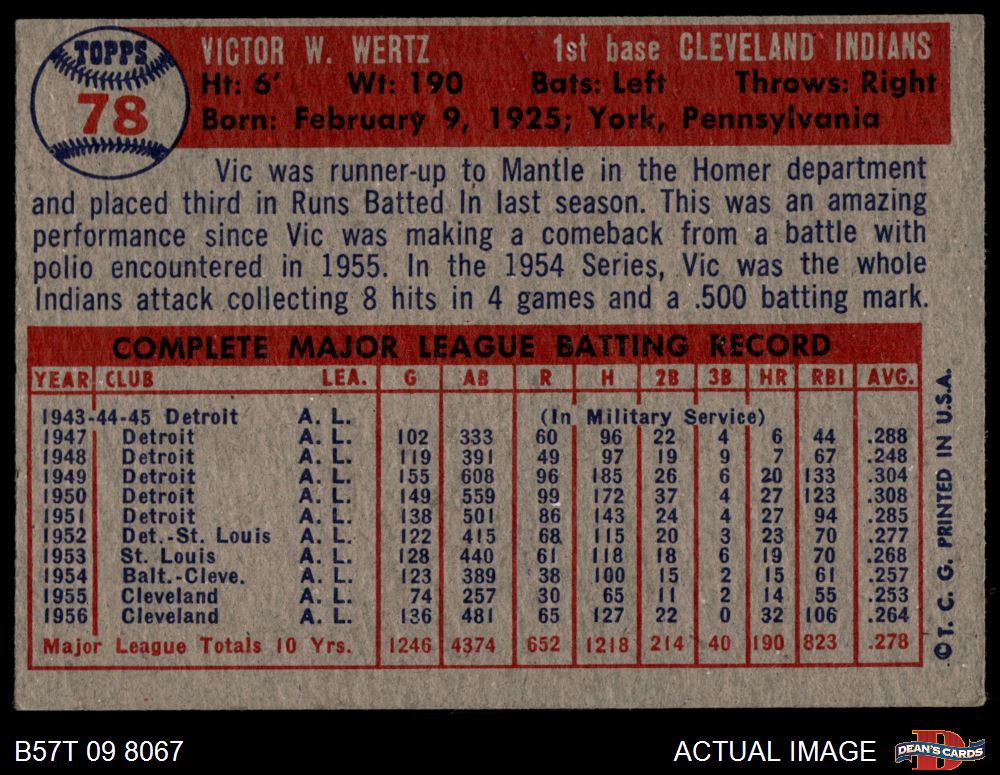 TOPPS
78
VICTOR W. WERTZ 1st base CLEVELAND INDIANS
Ht: 6' Wt: 190 Bats: Left Throws: Right
Born: February 9, 1925; York, Pennsylvania
Vic was runner-up to Mantle in the Homer department
and placed third in Runs Batted In last season. This was an amazing
performance since Vic was making a comeback from a battle with
polio encountered in 1955. In the 1954 Series, Vic was the whole
Indians attack collecting 8 hits in 4 games and a .500 batting mark.
COMPLETE MAJOR LEAGUE BATTING RECORD
YEAR CLUB LEA. G AB R H 2B 3B HR RBI AVG.
1943-44-45 Detroit A. L. (In Military Service)
1947 Detroit A. L. 102 333 60 96 22 4 6 44 .288
1948 Detroit A. L. 119 391 49 97 19 9 7 67 .248
1949 Detroit A. L. 155 608 96 185 26 6 20 133 .304
1950 Detroit A. L. 149 559 99 172 37 4 27 123 .308
1951 Detroit A. L. 138 501 86 143 24 4 27 94 .285
1952 Det.-St. Louis A. L. 122 415 68 115 20 3 23 70 .277
1953 St. Louis A. L. 128 440 61 118 18 6 19 70 .268
1954 Balt.-Cleve. A. L. 123 389 38 100 15 2 15 61 .257
1955 Cleveland A. L. 74 257 30 65 11 2 14 55 .253
1956 Cleveland A. L. 136 481 65 127 22 0 32 106 .264
Major League Totals 10 Yrs. 1246 4374 652 1218 214 40 190 823 .278
© T. C. G. PRINTED IN U.S.A.
B57T 09 8067
ACTUAL IMAGE
DEAN'S CARDS